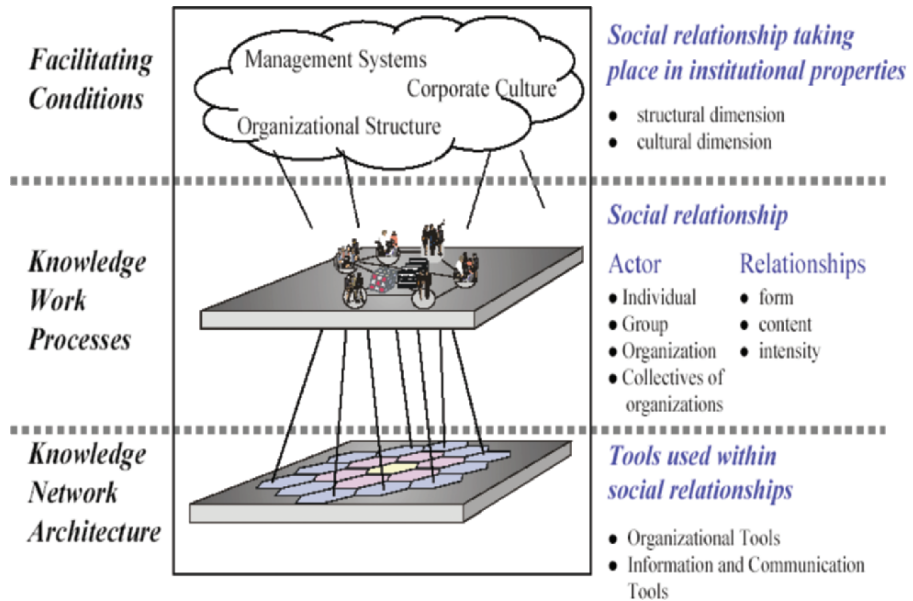 Facilitating
Conditions
Management Systems
Corporate Culture
Organizational Structure
Social relationship taking
place in institutional properties
● structural dimension
● cultural dimension
Knowledge
Work
Processes
Social relationship
Actor
● Individual
● Group
● Organization
● Collectives of
organizations
Relationships
● form
● content
● intensity
Knowledge
Network
Architecture
Tools used within
social relationships
● Organizational Tools
● Information and Communication
Tools